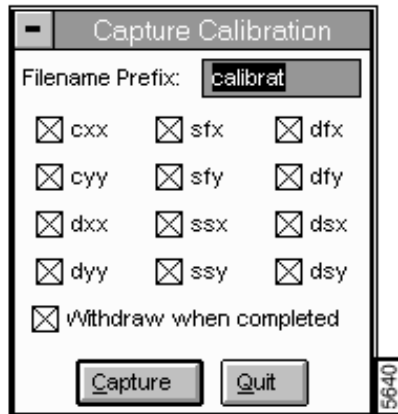 Capture Calibration
Filename Prefix: calibrat
cxx sfx dfx
cyy sfy dfy
dxx ssx dsx
dyy ssy dsy
Withdraw when completed
Capture Quit
5640